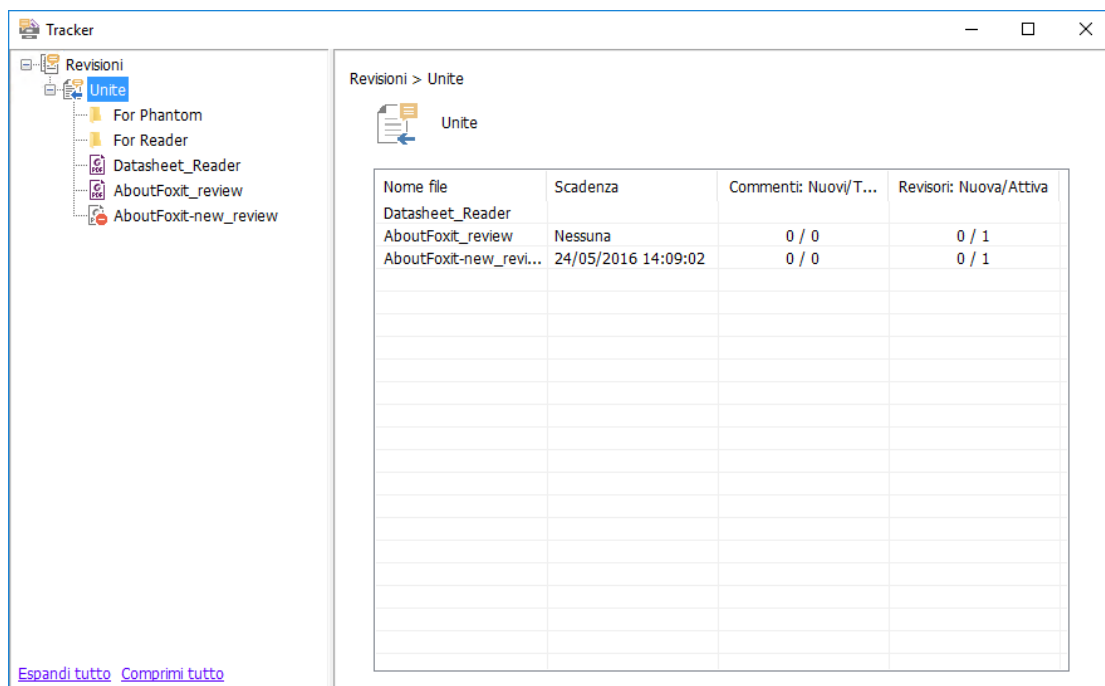 Tracker
Revisioni
Unite
For Phantom
For Reader
Datasheet_Reader
AboutFoxit_review
AboutFoxit-new_review
Espandi tutto Comprimi tutto
Revisioni > Unite
Unite
Nome file Scadenza Commenti: Nuovi/T... Revisori: Nuova/Attiva
Datasheet_Reader
AboutFoxit_review Nessuna 0 / 0 0 / 1
AboutFoxit-new_revi... 24/05/2016 14:09:02 0 / 0 0 / 1